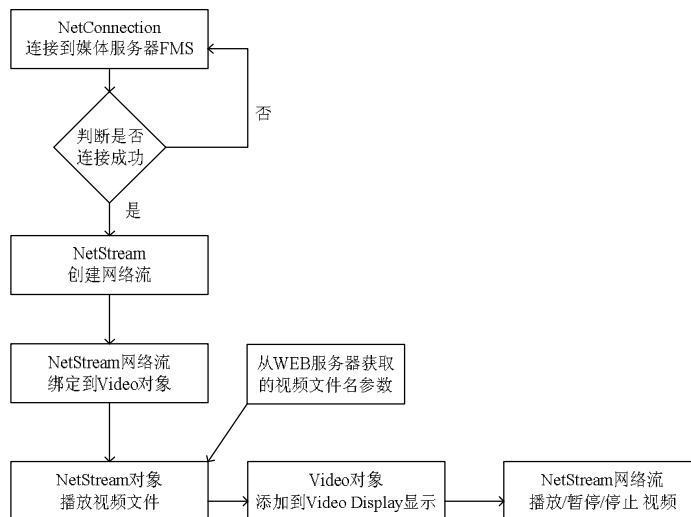 NetConnection
连接到媒体服务器FMS
否
判断是否
连接成功
是
NetStream
创建网络流
NetStream网络流
绑定到Video对象
从WEB服务器获取
的视频文件名参数
NetStream对象
播放视频文件
Video对象
添加到Video Display显示
NetStream网络流
播放/暂停/停止 视频